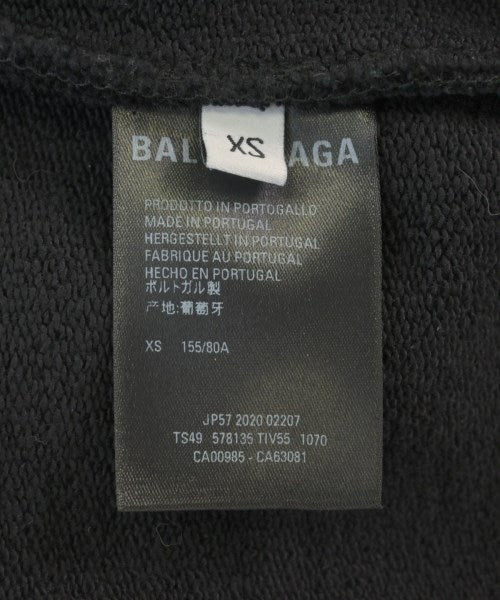 XS
BAL AGA
PRODOTTO IN PORTOGALLO
MADE IN PORTUGAL
HERGESTELLT IN PORTUGAL
FABRIQUE AU PORTUGAL
HECHO EN PORTUGAL
ポルトガル製
产地:葡萄牙
XS 155/80A
JP57 2020 02207
TS49 578135 TIV55 1070
CA00985 - CA63081